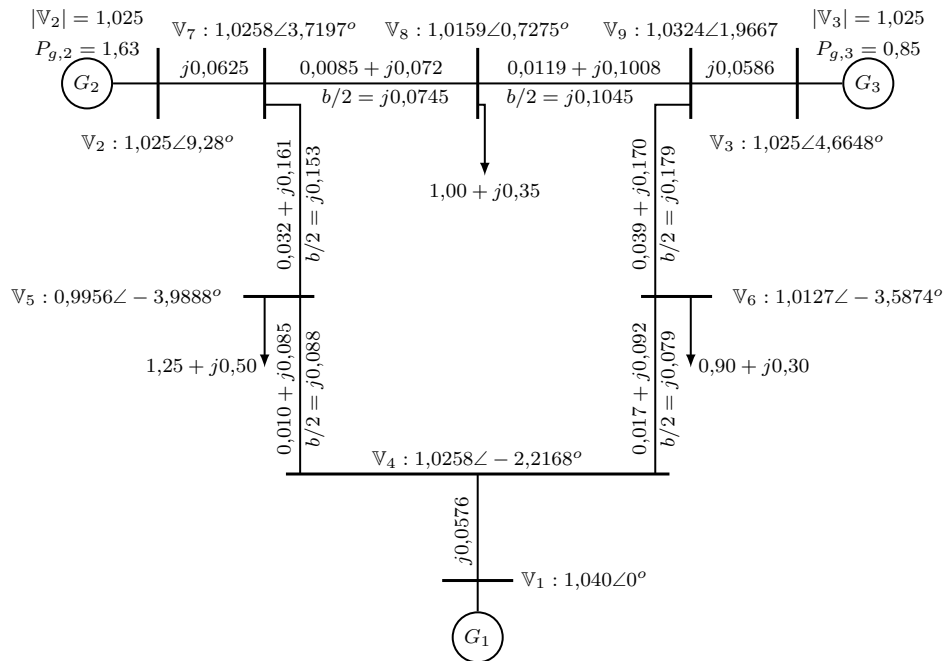 |𝕍₂| = 1,025
P_{g,2} = 1,63
G₂
𝕍₂ : 1,025∠9,28°
j0,0625
𝕍₇ : 1,0258∠3,7197°
0,0085 + j0,072
b/2 = j0,0745
𝕍₈ : 1,0159∠0,7275°
0,0119 + j0,1008
b/2 = j0,1045
𝕍₉ : 1,0324∠1,9667
j0,0586
|𝕍₃| = 1,025
P_{g,3} = 0,85
G₃
𝕍₃ : 1,025∠4,6648°
1,00 + j0,35
0,032 + j0,161
b/2 = j0,153
0,039 + j0,170
b/2 = j0,179
𝕍₅ : 0,9956∠ − 3,9888°
𝕍₆ : 1,0127∠ − 3,5874°
1,25 + j0,50
0,010 + j0,085
b/2 = j0,088
0,017 + j0,092
b/2 = j0,079
0,90 + j0,30
𝕍₄ : 1,0258∠ − 2,2168°
j0,0576
𝕍₁ : 1,040∠0°
G₁